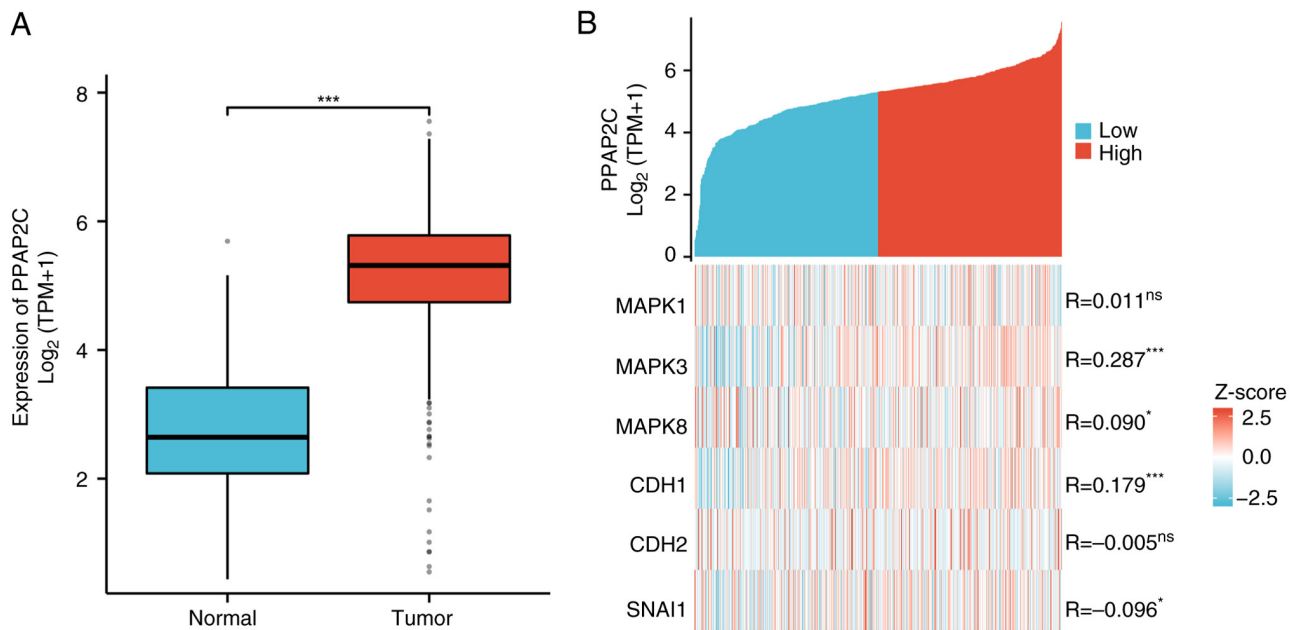 A
Expression of PPAP2C
Log₂ (TPM+1)
8
6
4
2
***
Normal
Tumor
B
PPAP2C
Log₂ (TPM+1)
6
4
2
0
Low
High
MAPK1
R=0.011ns
MAPK3
R=0.287***
MAPK8
R=0.090*
CDH1
R=0.179***
CDH2
R=–0.005ns
SNAI1
R=–0.096*
Z-score
2.5
0.0
–2.5